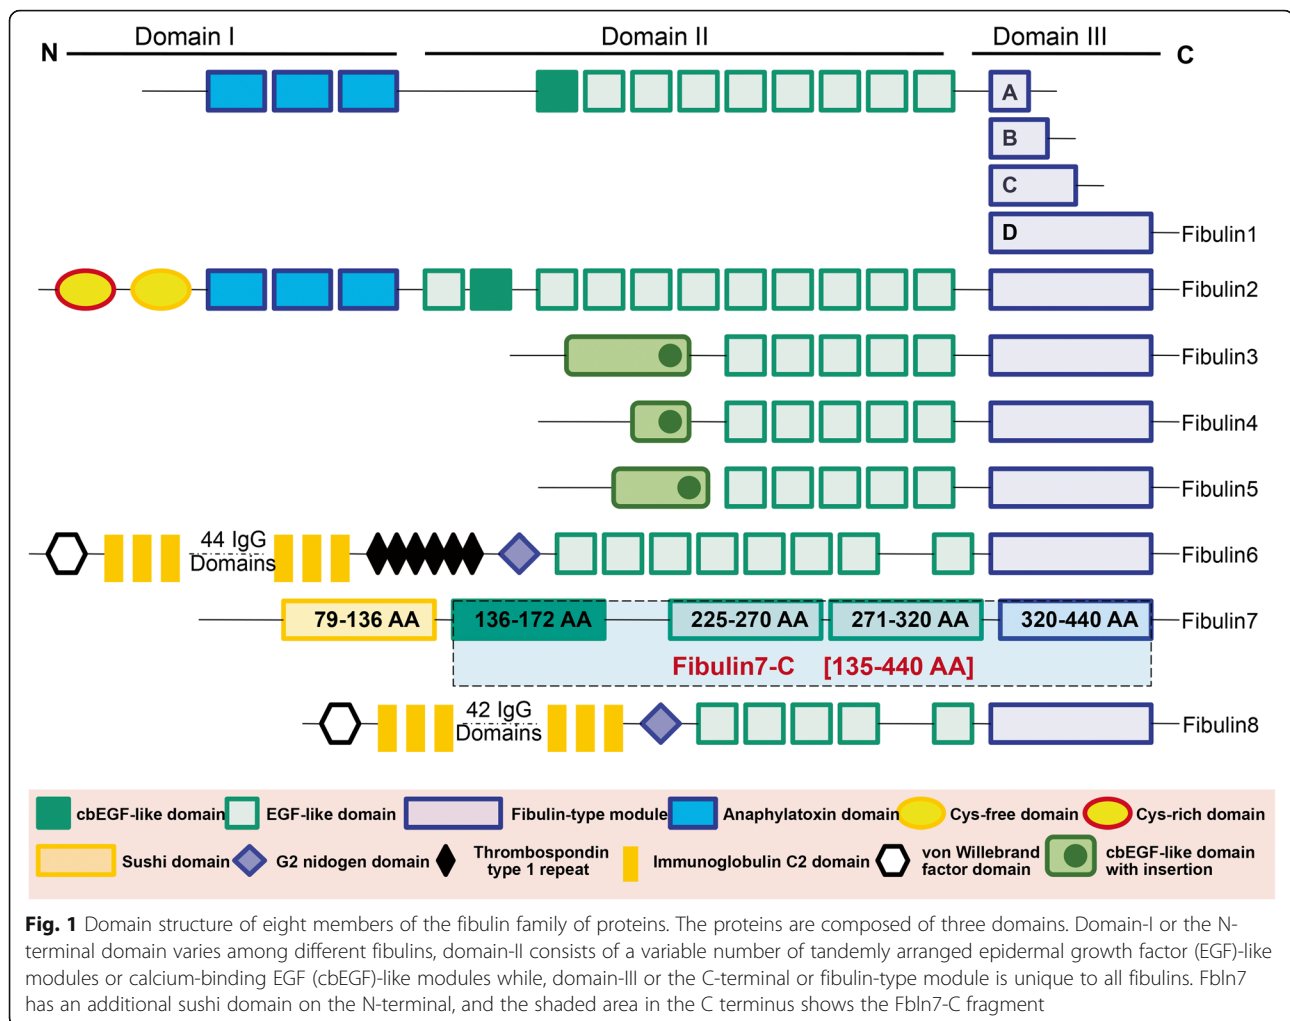 Domain I
Domain II
Domain III
N
C
A
B
C
D
Fibulin1
Fibulin2
Fibulin3
Fibulin4
Fibulin5
44 IgG
Domains
Fibulin6
79-136 AA
136-172 AA
225-270 AA
271-320 AA
320-440 AA
Fibulin7
Fibulin7-C [135-440 AA]
42 IgG
Domains
Fibulin8
cbEGF-like domain
EGF-like domain
Fibulin-type module
Anaphylatoxin domain
Cys-free domain
Cys-rich domain
Sushi domain
G2 nidogen domain
Thrombospondin
type 1 repeat
Immunoglobulin C2 domain
von Willebrand
factor domain
cbEGF-like domain
with insertion
Fig. 1 Domain structure of eight members of the fibulin family of proteins. The proteins are composed of three domains. Domain-I or the N-
terminal domain varies among different fibulins, domain-II consists of a variable number of tandemly arranged epidermal growth factor (EGF)-like
modules or calcium-binding EGF (cbEGF)-like modules while, domain-III or the C-terminal or fibulin-type module is unique to all fibulins. Fbln7
has an additional sushi domain on the N-terminal, and the shaded area in the C terminus shows the Fbln7-C fragment